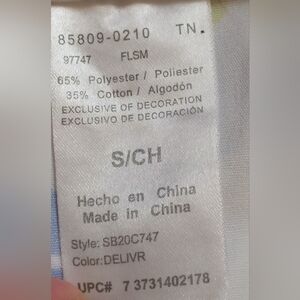 85809-0210 TN.
97747 FLSM
65% Polyester / Poliester
35% Cotton / Algodón
EXCLUSIVE OF DECORATION
EXCLUSIVO DE DECORACIÓN
S/CH
Hecho en China
Made in China
Style: SB20C747
Color: DELIVR
UPC# 7 3731402178